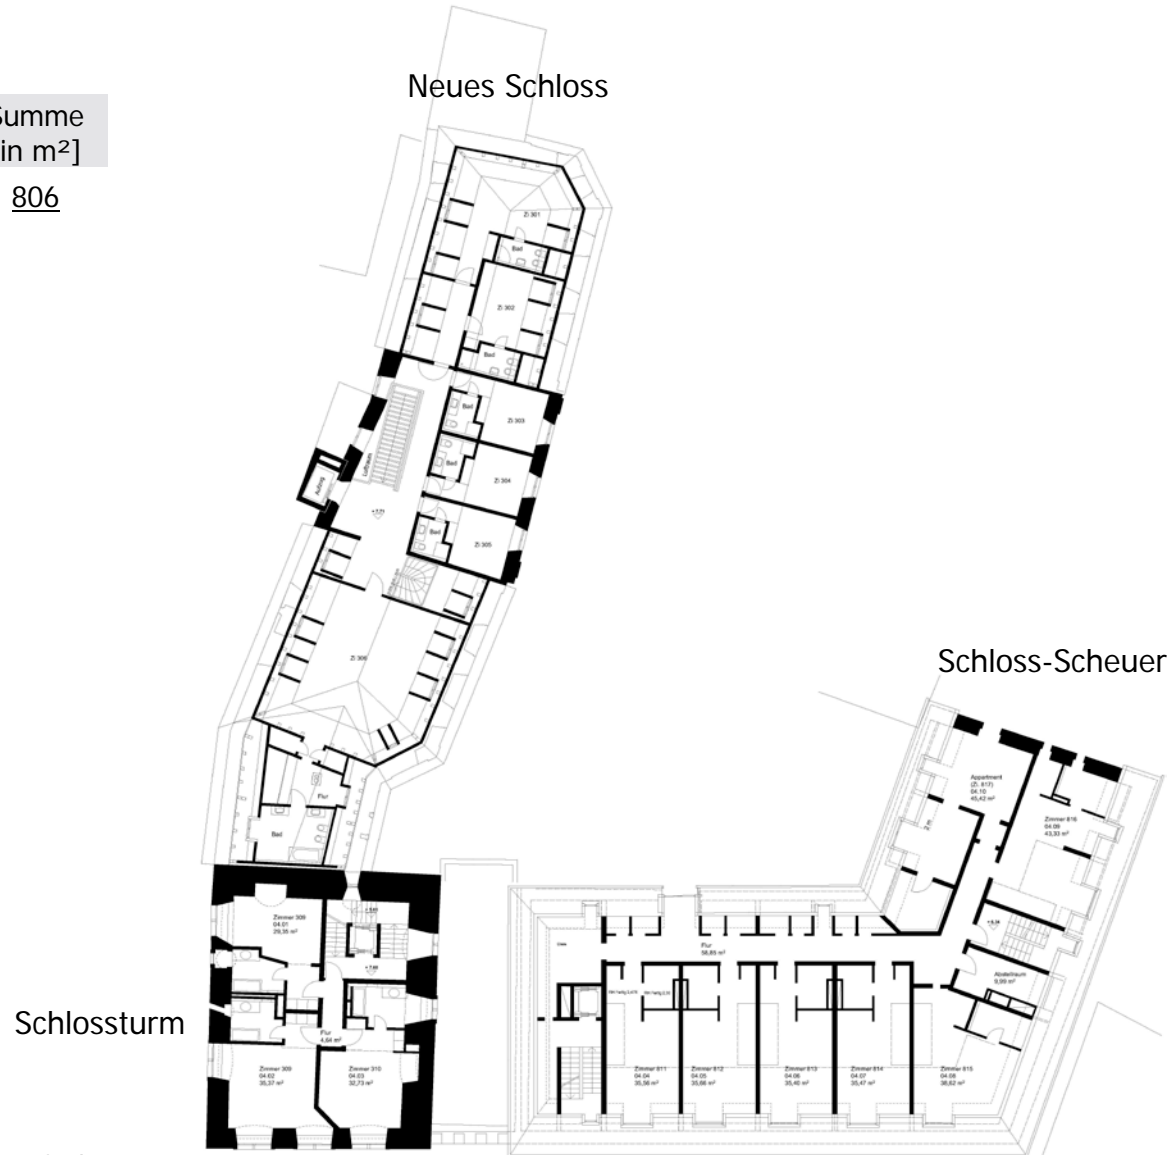 Neues Schloss
Summe
in m²]
806
Zi 301
Bad
Zi 302
Bad
Bad
Zi 303
Bad
Zi 304
Luftraum
Aufzug
Bad
Zi 305
Zi 306
Flur
Bad
Schloss-Scheuer
Appartment
(Zi. 817)
04.10
45,42 m²
Zimmer 816
04.09
43,33 m²
Abstellraum
9,99 m²
Flur
58,85 m²
Zimmer 309
04.01
29,35 m²
Schlossturm
Flur
4,64 m²
Zimmer 309
04.02
35,37 m²
Zimmer 310
04.03
32,73 m²
Zimmer 811
04.04
35,56 m²
Zimmer 812
04.05
35,66 m²
Zimmer 813
04.06
35,40 m²
Zimmer 814
04.07
35,47 m²
Zimmer 815
04.08
38,62 m²